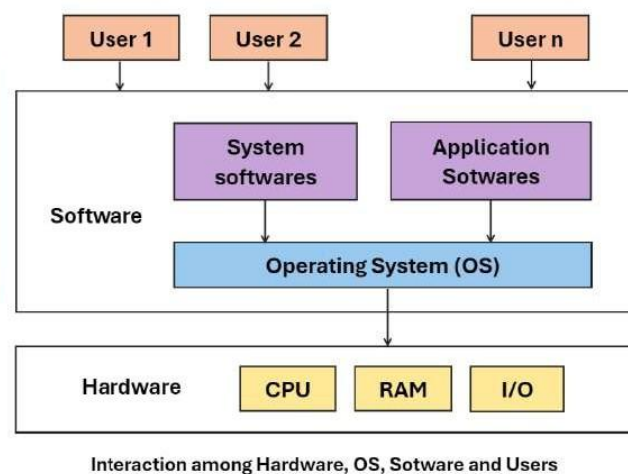 User 1
User 2
User n
System
softwares
Application
Sotwares
Software
Operating System (OS)
Hardware
CPU
RAM
I/O
Interaction among Hardware, OS, Sotware and Users